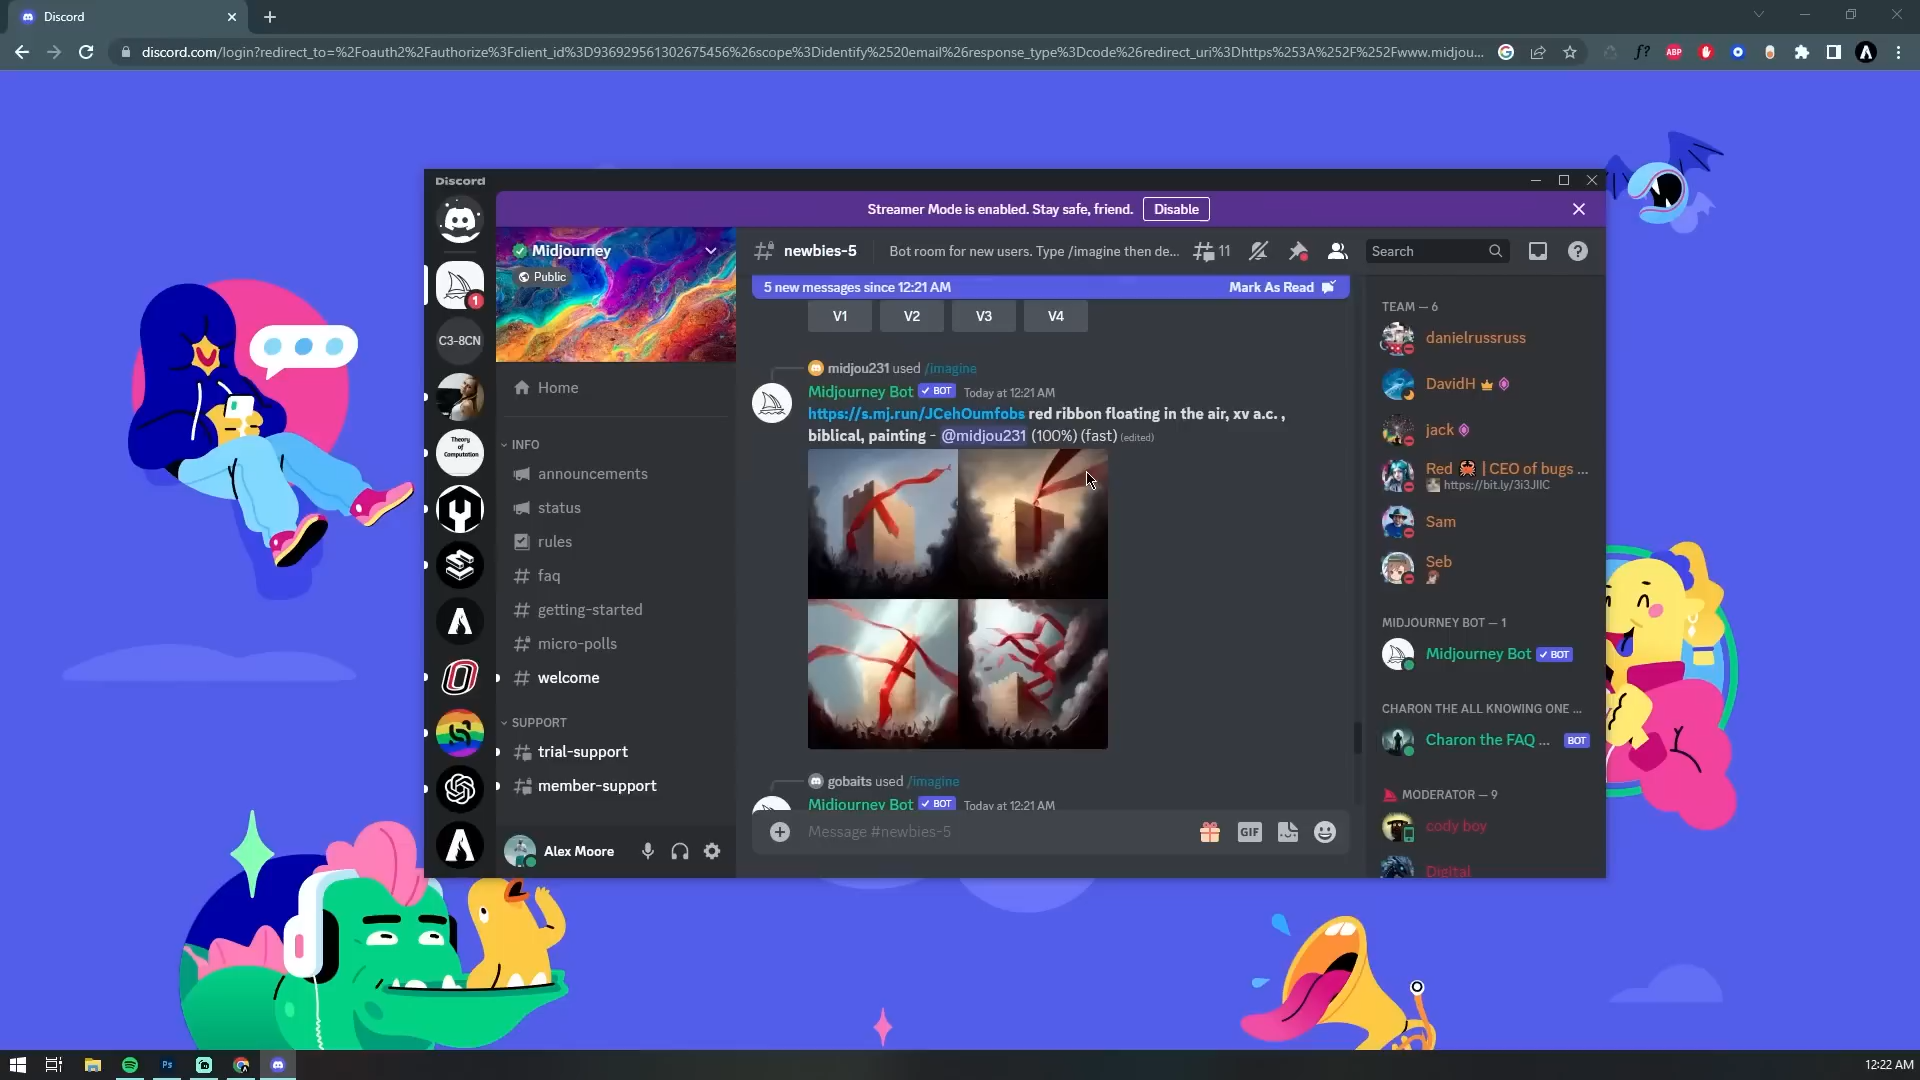 Discord
discord.com/login?redirect_to=%2Foauth2%2Fauthorize%3Fclient_id%3D936929561302675456%26scope%3Didentify%2520email%26response_type%3Dcode%26redirect_uri%3Dhttps%253A%252F%252Fwww.midjou...
f?
ABP
Discord
Streamer Mode is enabled. Stay safe, friend.
Disable
Midjourney
Public
newbies-5
Bot room for new users. Type /imagine then de...
11
Search
1
C3-8CN
Theory
of
Computation
Home
INFO
announcements
status
rules
faq
getting-started
micro-polls
welcome
SUPPORT
trial-support
member-support
Alex Moore
5 new messages since 12:21 AM
Mark As Read
V1 V2 V3 V4
midjou231 used /imagine
Midjourney Bot BOT Today at 12:21 AM
https://s.mj.run/JCehOumfobs red ribbon floating in the air, xv a.c. ,
biblical, painting - @midjou231 (100%) (fast) (edited)
gobaits used /imagine
Midjourney Bot BOT Today at 12:21 AM
Message #newbies-5
GIF
TEAM — 6
danielrussruss
DavidH
jack
Red | CEO of bugs ...
https://bit.ly/3i3JIIC
Sam
Seb
MIDJOURNEY BOT — 1
Midjourney Bot BOT
CHARON THE ALL KNOWING ONE ...
Charon the FAQ ... BOT
MODERATOR — 9
cody boy
Digital
Ps
12:22 AM